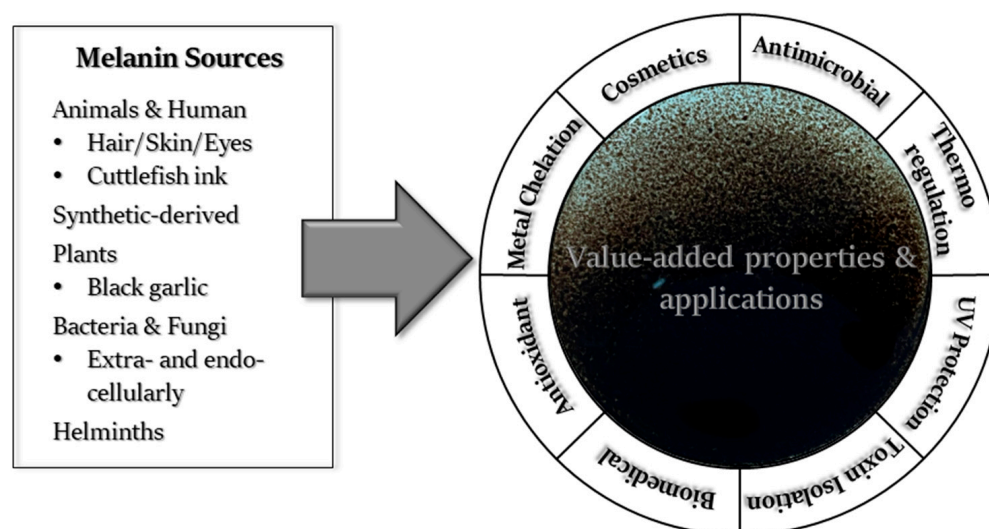 Melanin Sources
Animals & Human
• Hair/Skin/Eyes
• Cuttlefish ink
Synthetic-derived
Plants
• Black garlic
Bacteria & Fungi
• Extra- and endo-
cellularly
Helminths
Value-added properties &
applications
Cosmetics
Antimicrobial
Thermo
regulation
UV Protection
Toxin Isolation
Biomedical
Antioxident
Metal Chelation